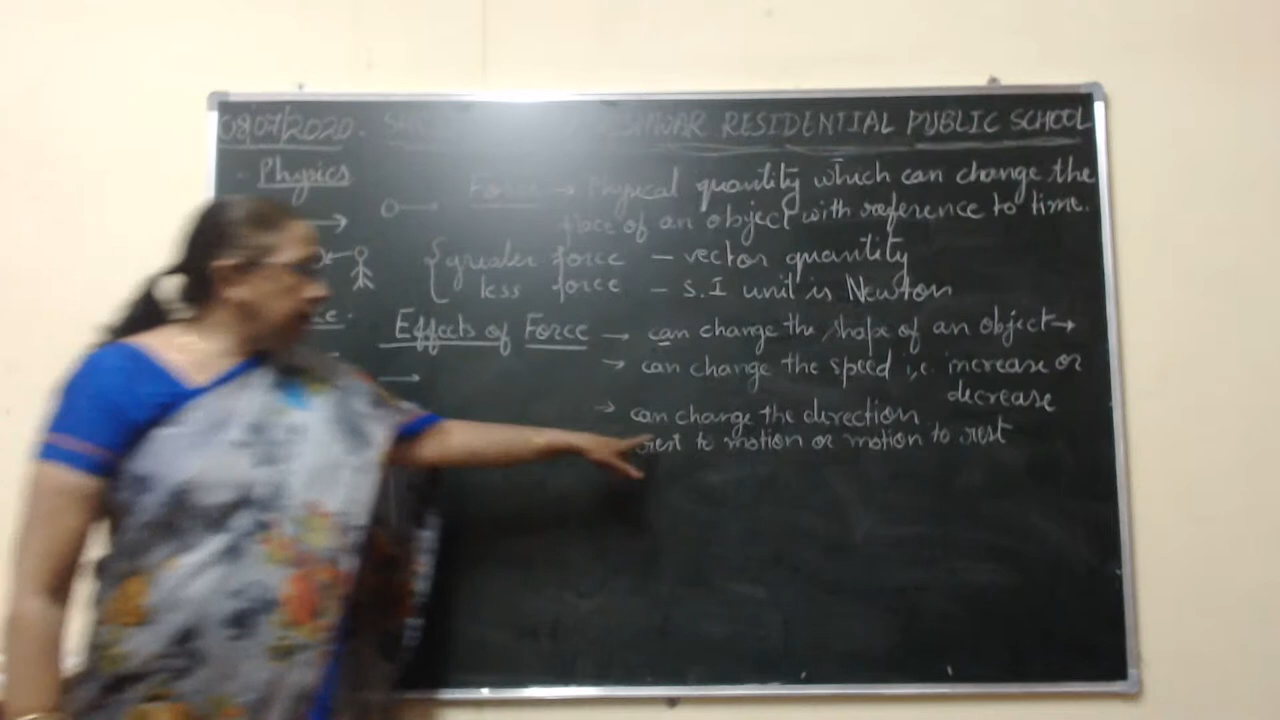 08/07/2020. RESIDENTIAL PUBLIC SCHOOL
Physics
Force → Physical quantity which can change the
place of an object with reference to time.
{greater force — vector quantity
less force — S.I unit is Newton
Effects of Force → can change the shape of an object →
→ can change the speed i.e. increase or
decrease
→ can change the direction
rest to motion or motion to rest